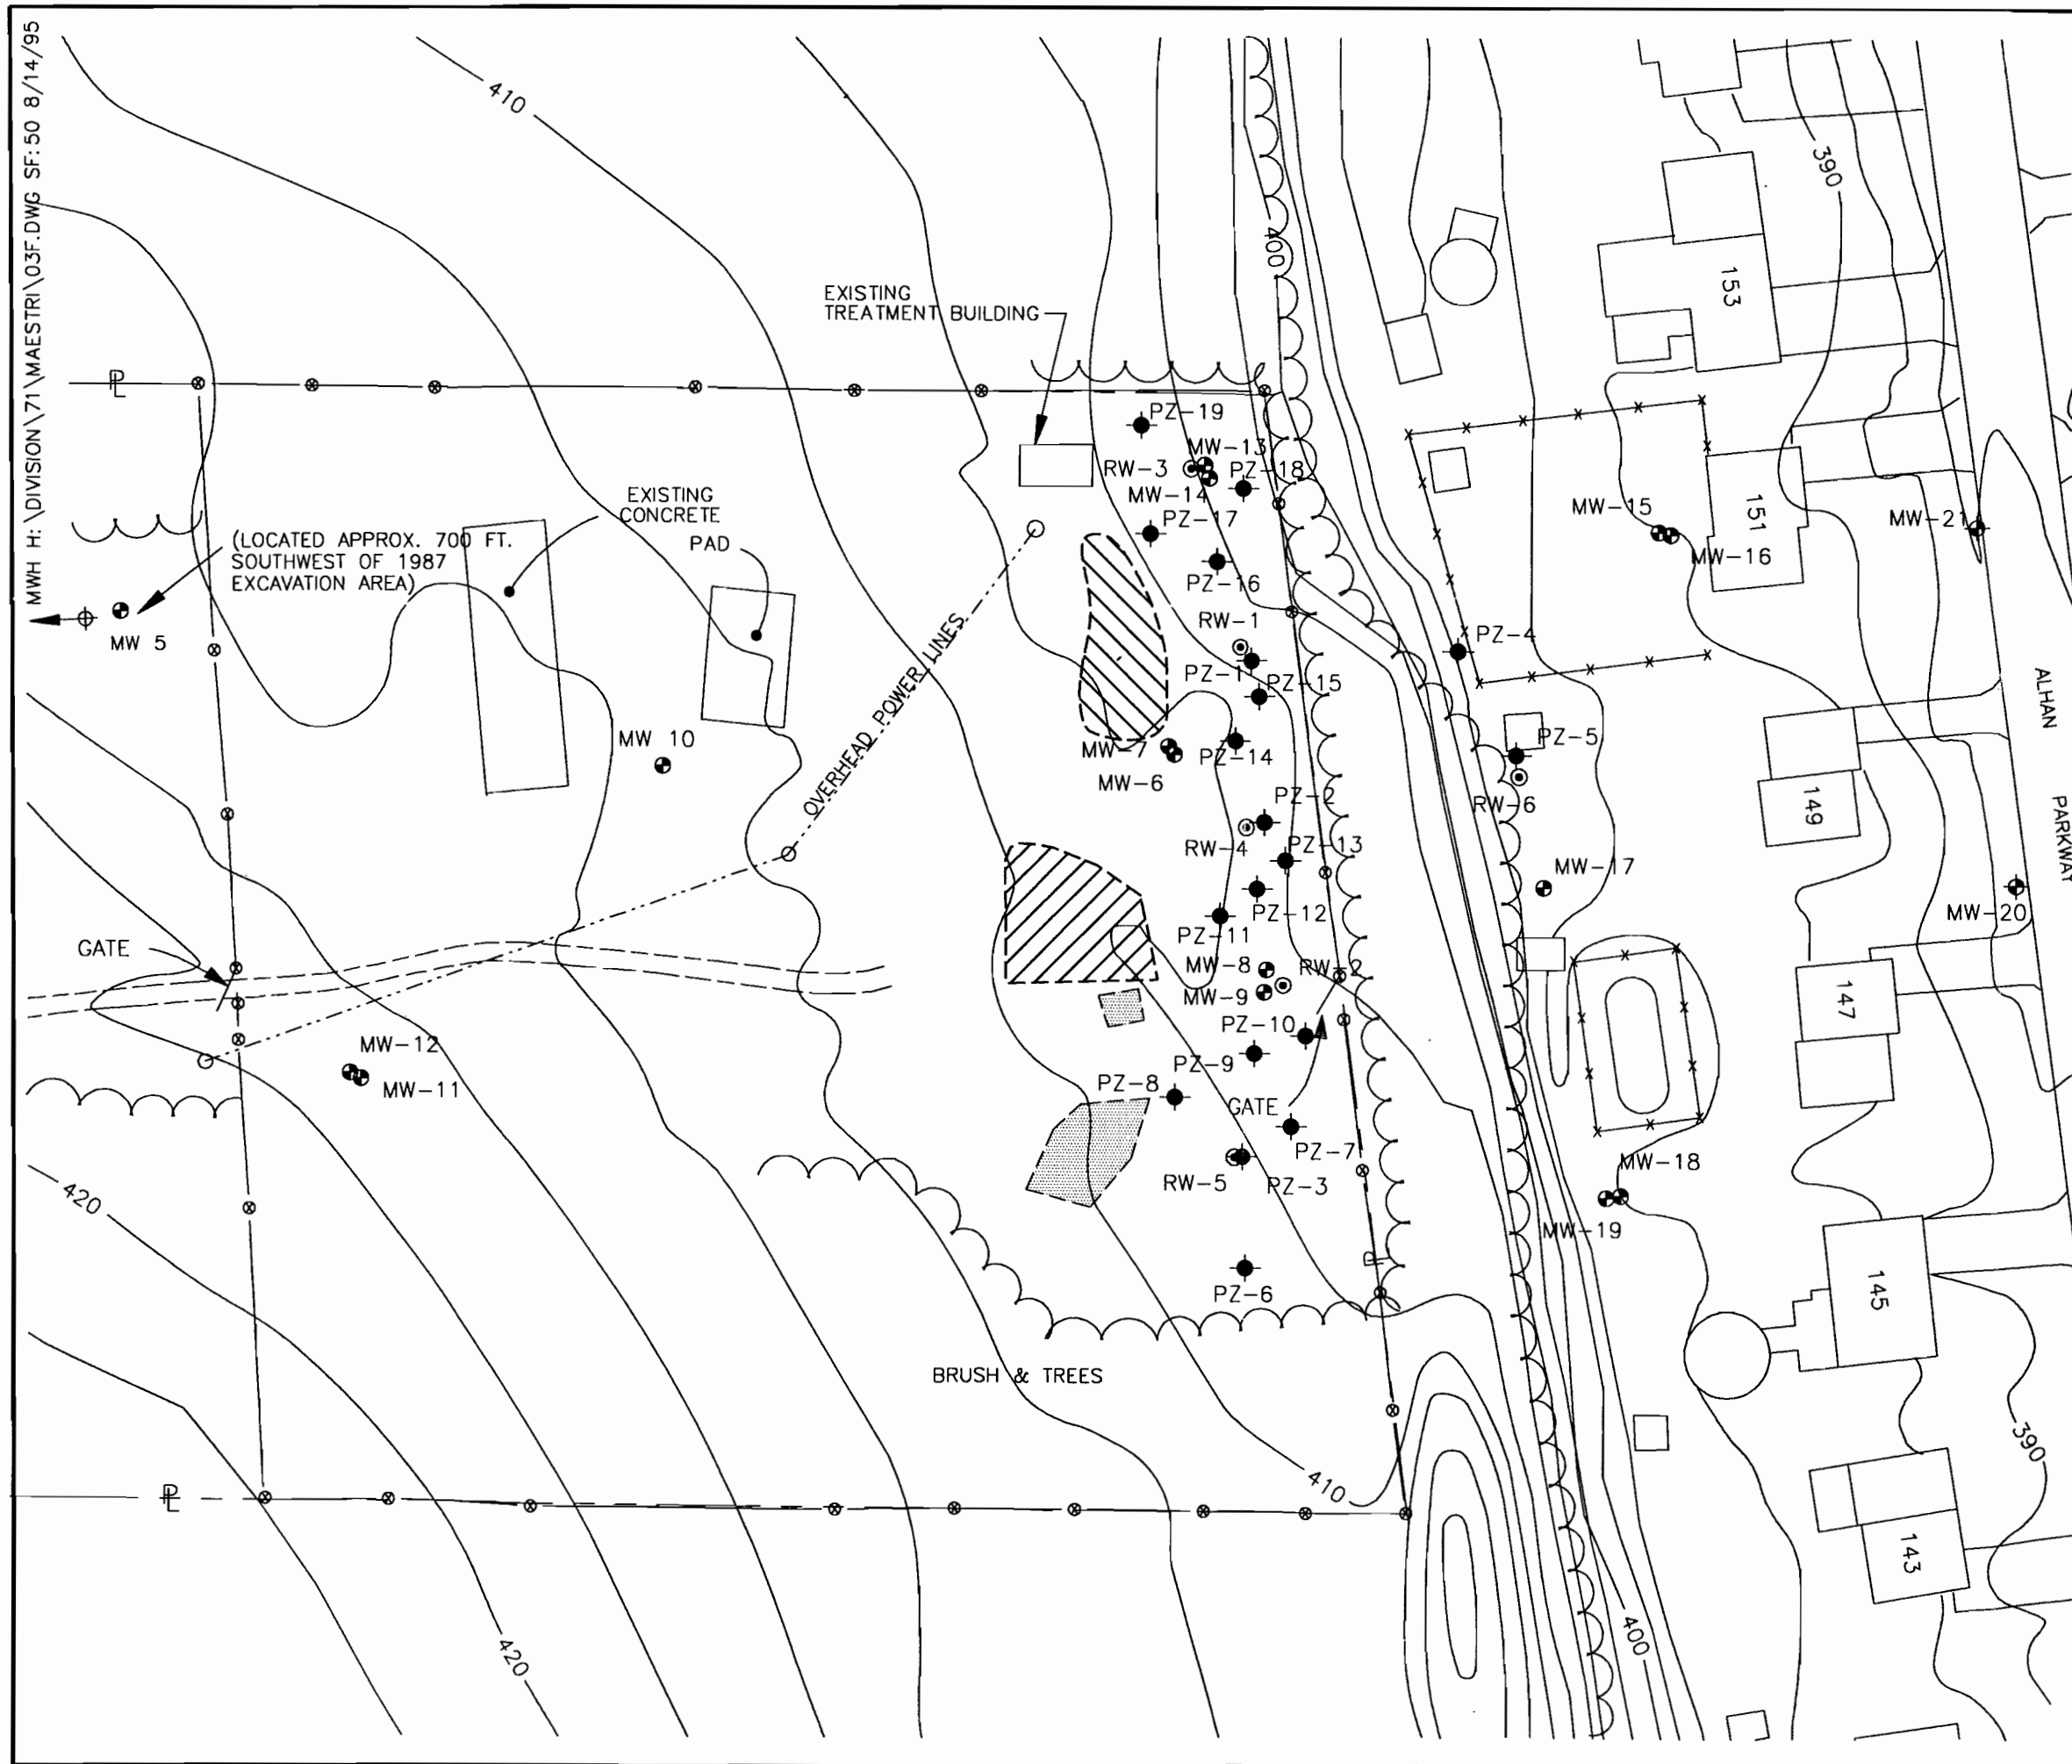 MWH H:\DIVISION\71\MAESTRI\03F.DWG SF:50 8/14/95
410
390
400
153
EXISTING
TREATMENT BUILDING
PL
PZ-19
MW-13
RW-3
PZ-18
MW-14
PZ-17
EXISTING
CONCRETE
PAD
(LOCATED APPROX. 700 FT.
SOUTHWEST OF 1987
EXCAVATION AREA)
MW 5
PZ-16
RW-1
PZ-1
PZ-15
MW-15
MW-16
151
MW-21
PZ-4
ALHAN
PARKWAY
OVERHEAD POWER LINES
MW 10
MW-7
MW-6
PZ-14
PZ-5
RW-6
PZ-2
RW-4
PZ-13
149
MW-17
PZ-12
PZ-11
MW-20
GATE
MW-8
RW-2
MW-9
147
PZ-10
MW-12
MW-11
PZ-9
PZ-8
GATE
PZ-7
RW-5
PZ-3
MW-18
MW-19
420
PL
PZ-6
145
BRUSH & TREES
390
410
PL
143
400
420